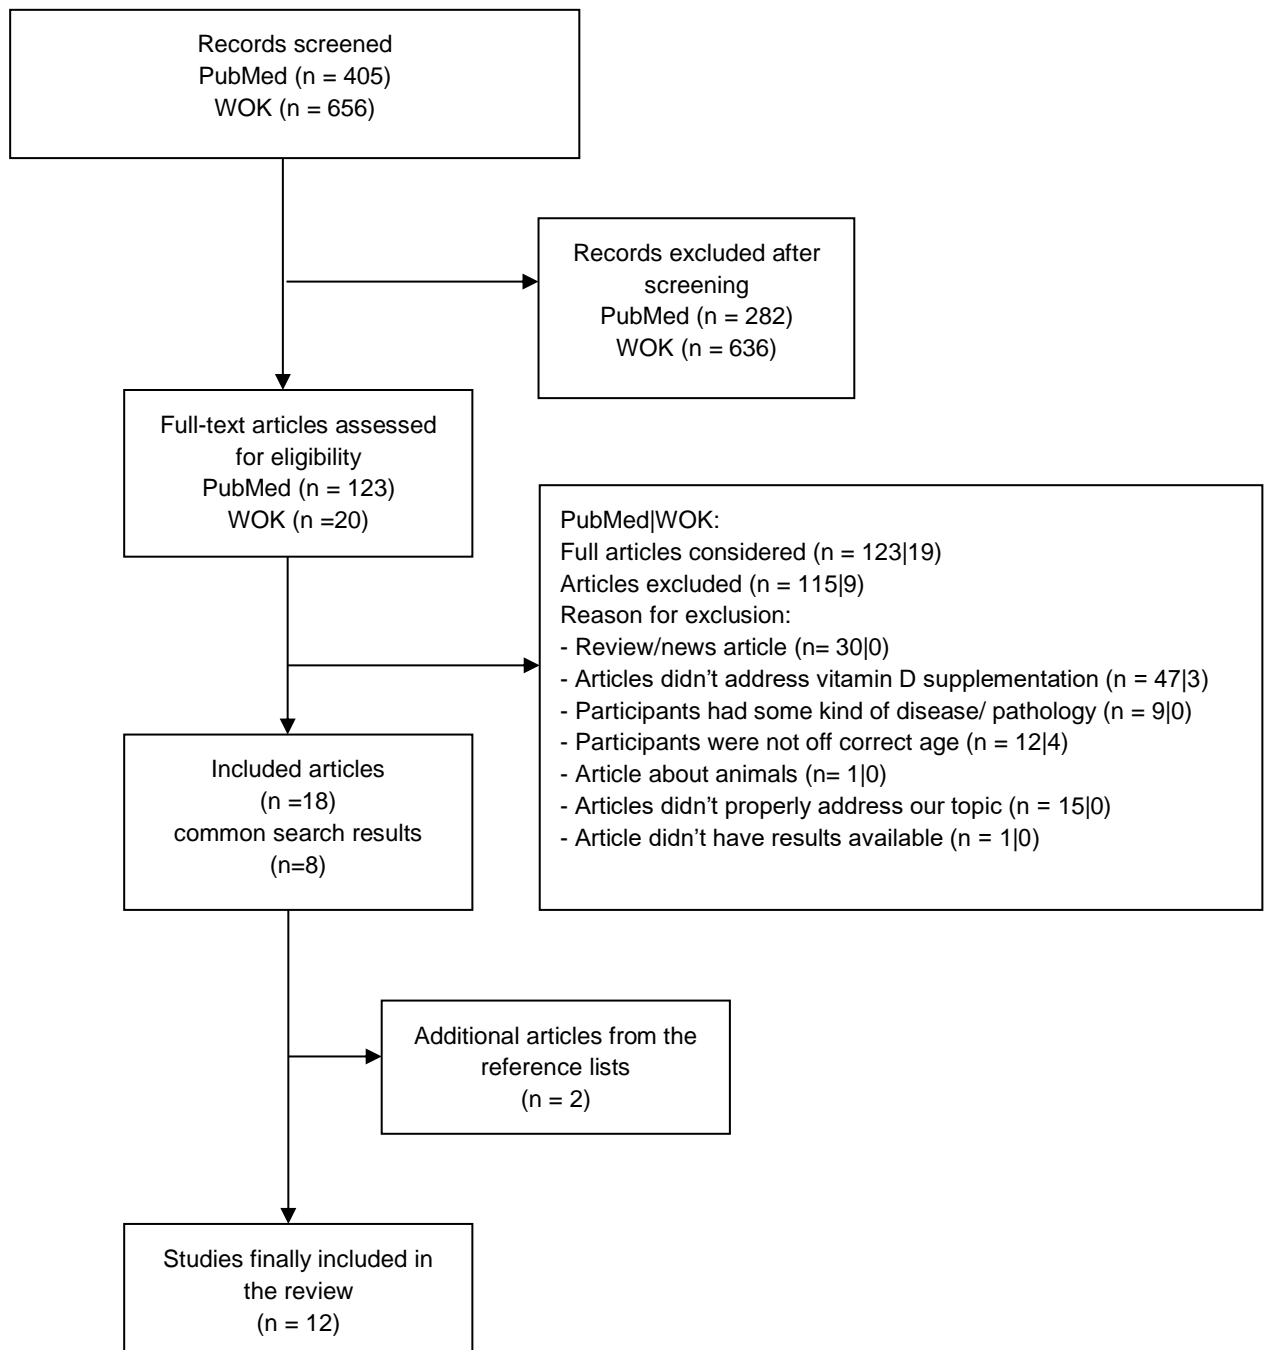 Records screened
PubMed (n = 405)
WOK (n = 656)
Records excluded after
screening
PubMed (n = 282)
WOK (n = 636)
Full-text articles assessed
for eligibility
PubMed (n = 123)
WOK (n =20)
PubMed|WOK:
Full articles considered (n = 123|19)
Articles excluded (n = 115|9)
Reason for exclusion:
- Review/news article (n= 30|0)
- Articles didn’t address vitamin D supplementation (n = 47|3)
- Participants had some kind of disease/ pathology (n = 9|0)
- Participants were not off correct age (n = 12|4)
- Article about animals (n= 1|0)
- Articles didn’t properly address our topic (n = 15|0)
- Article didn’t have results available (n = 1|0)
Included articles
(n =18)
common search results
(n=8)
Additional articles from the
reference lists
(n = 2)
Studies finally included in
the review
(n = 12)